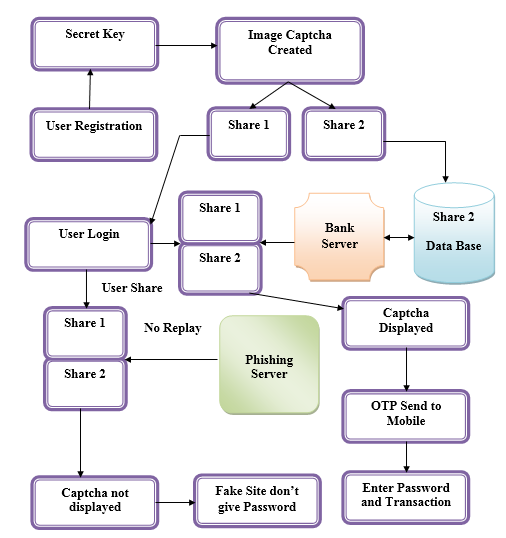 Secret Key
Image Captcha
Created
User Registration
Share 1
Share 2
Share 1
Share 2
User Login
Bank
Server
Share 2
Data Base
User Share
Share 1
Share 2
No Replay
Phishing
Server
Captcha
Displayed
OTP Send to
Mobile
Captcha not
displayed
Fake Site don't
give Password
Enter Password
and Transaction